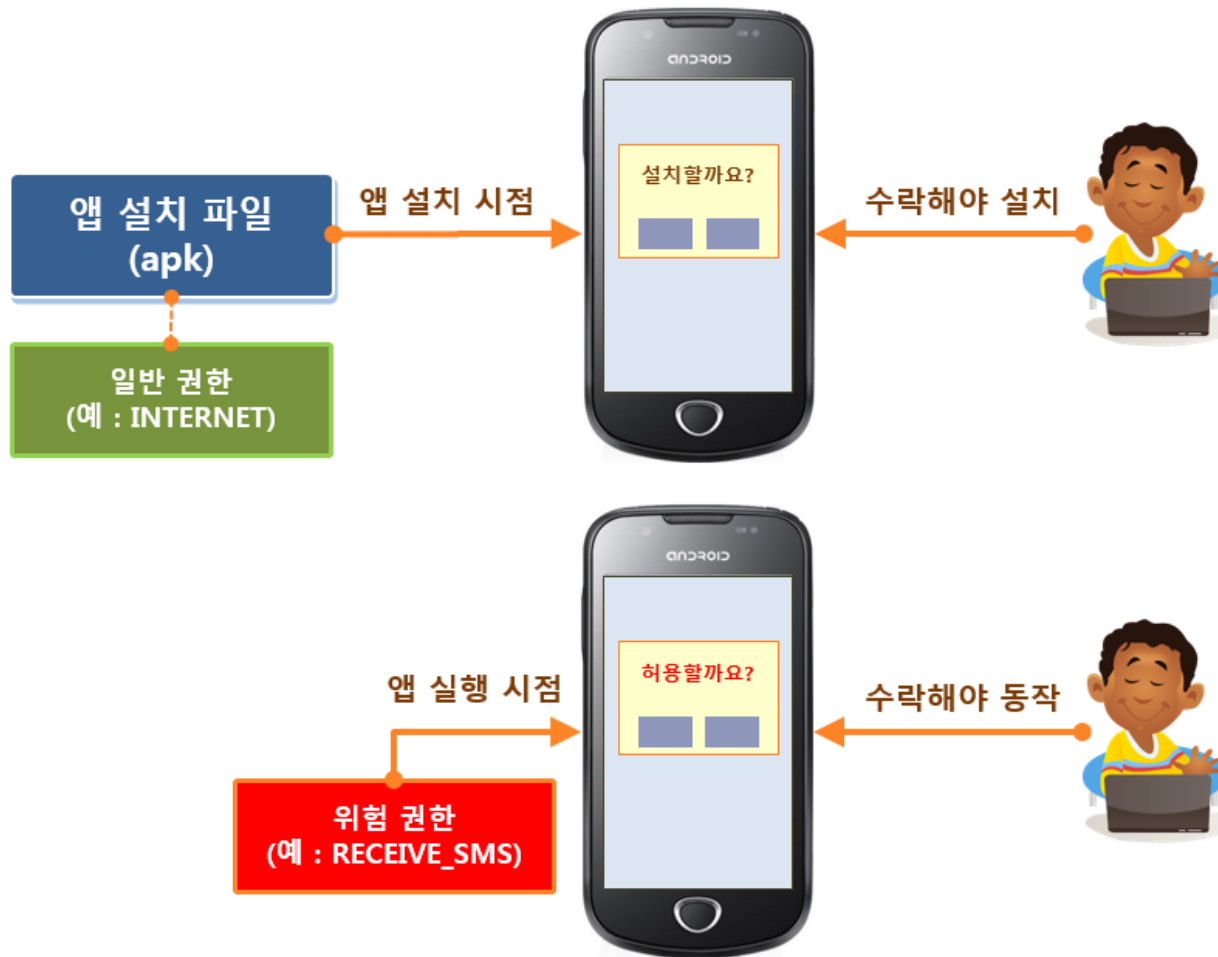 ANDROID
설치할까요?
앱 설치 파일
(apk)
앱 설치 시점
수락해야 설치
일반 권한
(예 : INTERNET)
ANDROID
허용할까요?
앱 실행 시점
수락해야 동작
위험 권한
(예 : RECEIVE_SMS)